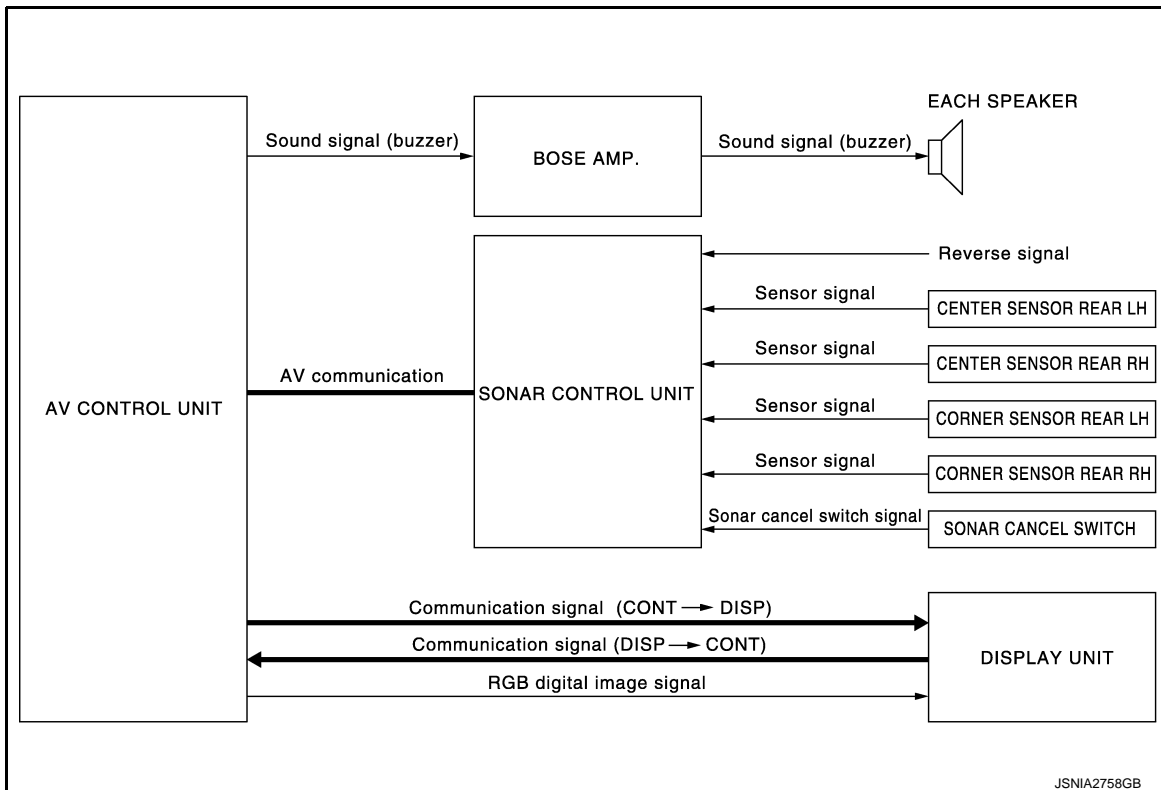 EACH SPEAKER
Sound signal (buzzer)
BOSE AMP.
Sound signal (buzzer)
Reverse signal
Sensor signal
CENTER SENSOR REAR LH
Sensor signal
CENTER SENSOR REAR RH
AV communication
AV CONTROL UNIT
SONAR CONTROL UNIT
Sensor signal
CORNER SENSOR REAR LH
Sensor signal
CORNER SENSOR REAR RH
Sonar cancel switch signal
SONAR CANCEL SWITCH
Communication signal (CONT → DISP)
Communication signal (DISP → CONT)
DISPLAY UNIT
RGB digital image signal
JSNIA2758GB